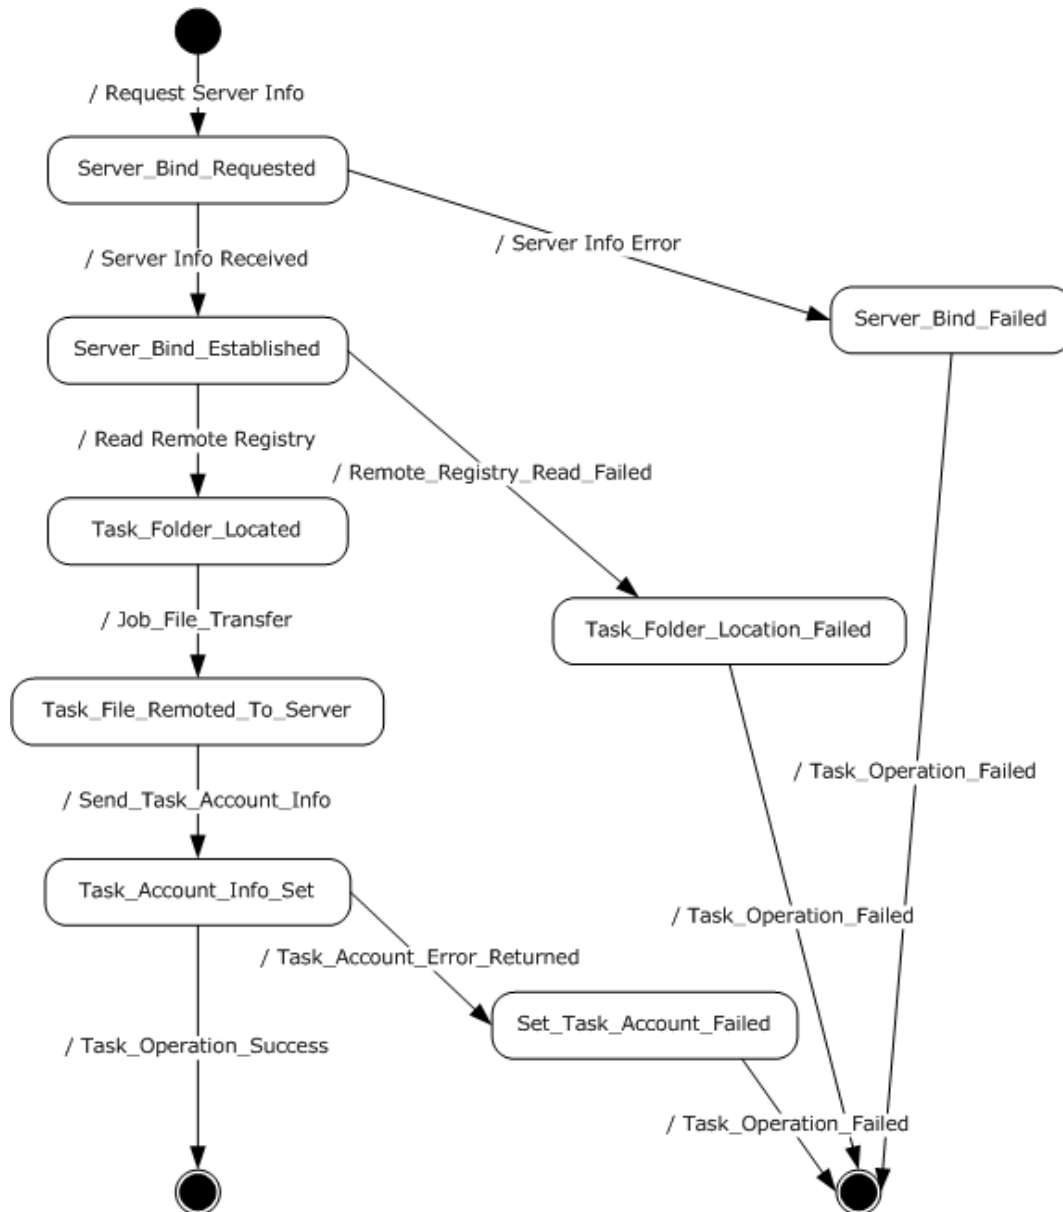 / Request Server Info
Server_Bind_Requested
/ Server Info Error
/ Server Info Received
Server_Bind_Failed
Server_Bind_Established
/ Read Remote Registry
/ Remote_Registry_Read_Failed
Task_Folder_Located
/ Job_File_Transfer
Task_Folder_Location_Failed
Task_File_Remoted_To_Server
/ Task_Operation_Failed
/ Send_Task_Account_Info
Task_Account_Info_Set
/ Task_Operation_Failed
/ Task_Account_Error_Returned
Set_Task_Account_Failed
/ Task_Operation_Success
/ Task_Operation_Failed